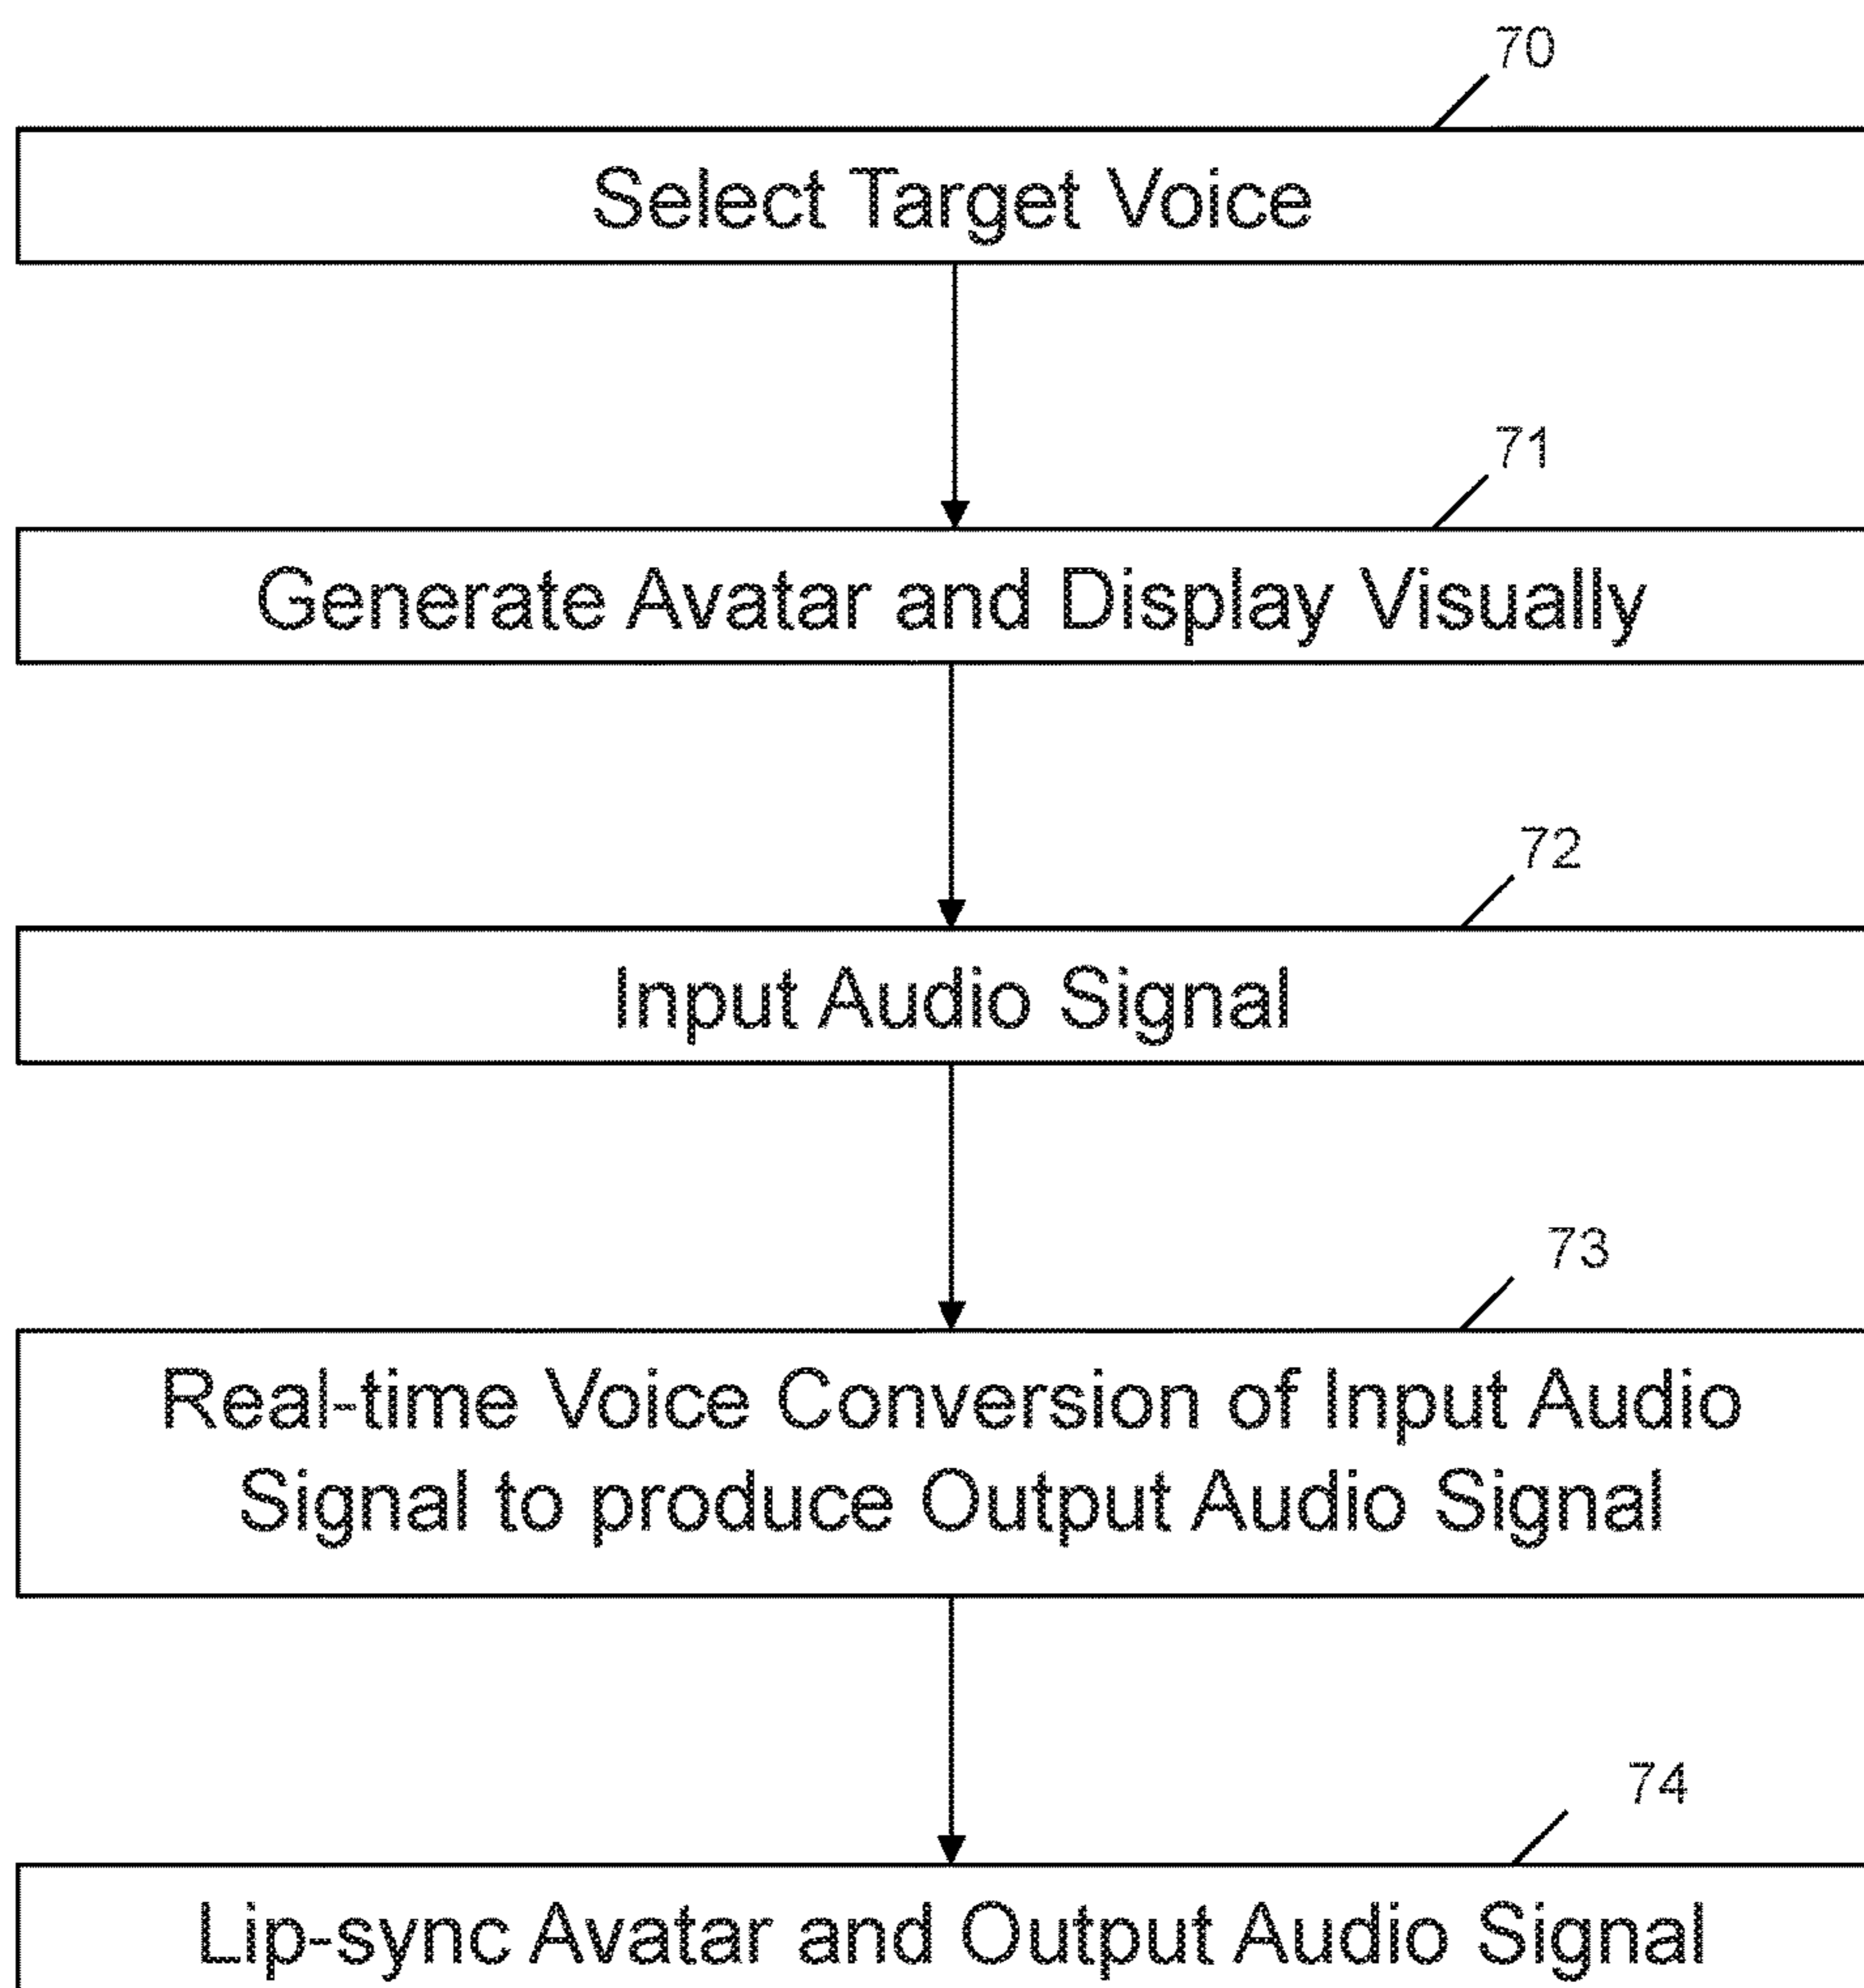 70
Select Target Voice
71
Generate Avatar and Display Visually
72
Input Audio Signal
73
Real-time Voice Conversion of Input Audio
Signal to produce Output Audio Signal
74
Lip-sync Avatar and Output Audio Signal